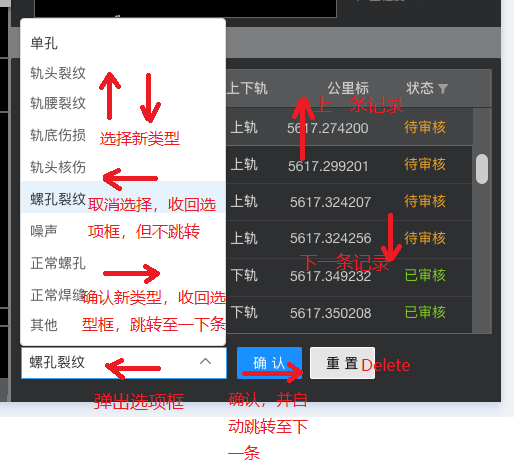 单孔
轨头裂纹
轨腰裂纹
轨底伤损
轨头核伤
螺孔裂纹
噪声
正常螺孔
正常焊缝
其他
选择新类型
取消选择，收回选
项框，但不跳转
确认新类型，收回选
型框，跳转至一下条
上下轨 公里标 状态
上一条记录
上轨 5617.274200 待审核
上轨 5617.299201 待审核
上轨 5617.324207 待审核
上轨 5617.324256 待审核
下一条记录
下轨 5617.349232 已审核
下轨 5617.350208 已审核
螺孔裂纹 确认 重置 Delete
弹出选项框
确认，并自
动跳转至下
一条